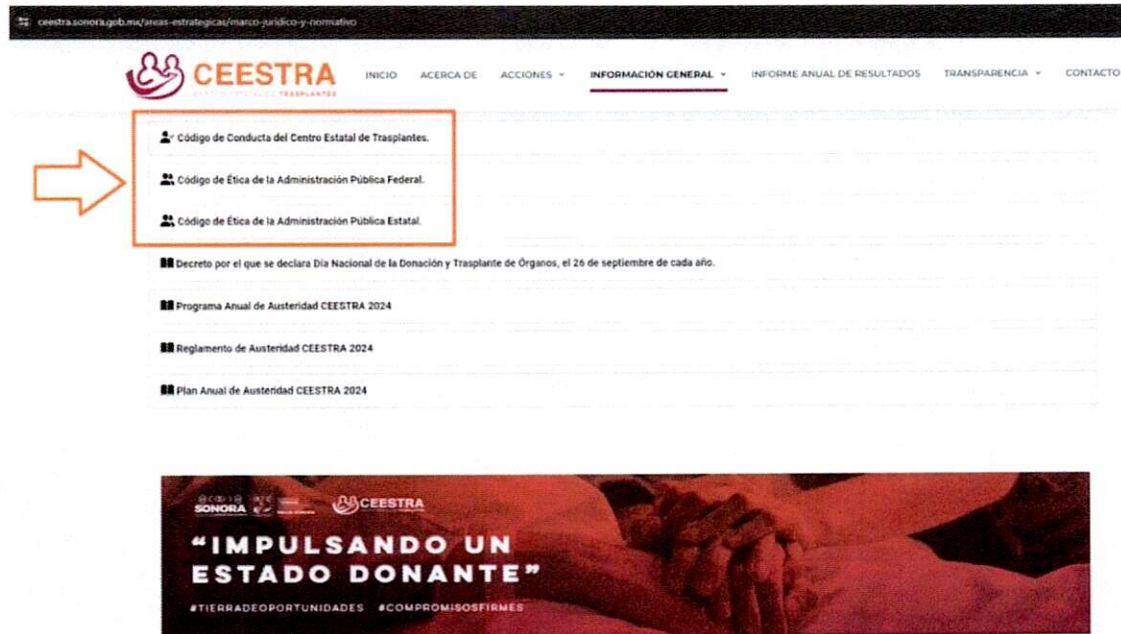 ceestra.sonora.gob.mx/areas-estrategicas/marco-juridico-y-normativo
CEESTRA
TRASPLANTES
INICIO ACERCA DE ACCIONES INFORMACIÓN GENERAL INFORME ANUAL DE RESULTADOS TRANSPARENCIA CONTACTO
Código de Conducta del Centro Estatal de Trasplantes.
Código de Ética de la Administración Pública Federal.
Código de Ética de la Administración Pública Estatal.
Decreto por el que se declara Día Nacional de la Donación y Trasplante de Órganos, el 26 de septiembre de cada año.
Programa Anual de Austeridad CEESTRA 2024
Reglamento de Austeridad CEESTRA 2024
Plan Anual de Austeridad CEESTRA 2024
SONORA CEESTRA
“IMPULSANDO UN
ESTADO DONANTE”
#TIERRADEOPORTUNIDADES #COMPROMISOSFIRMES